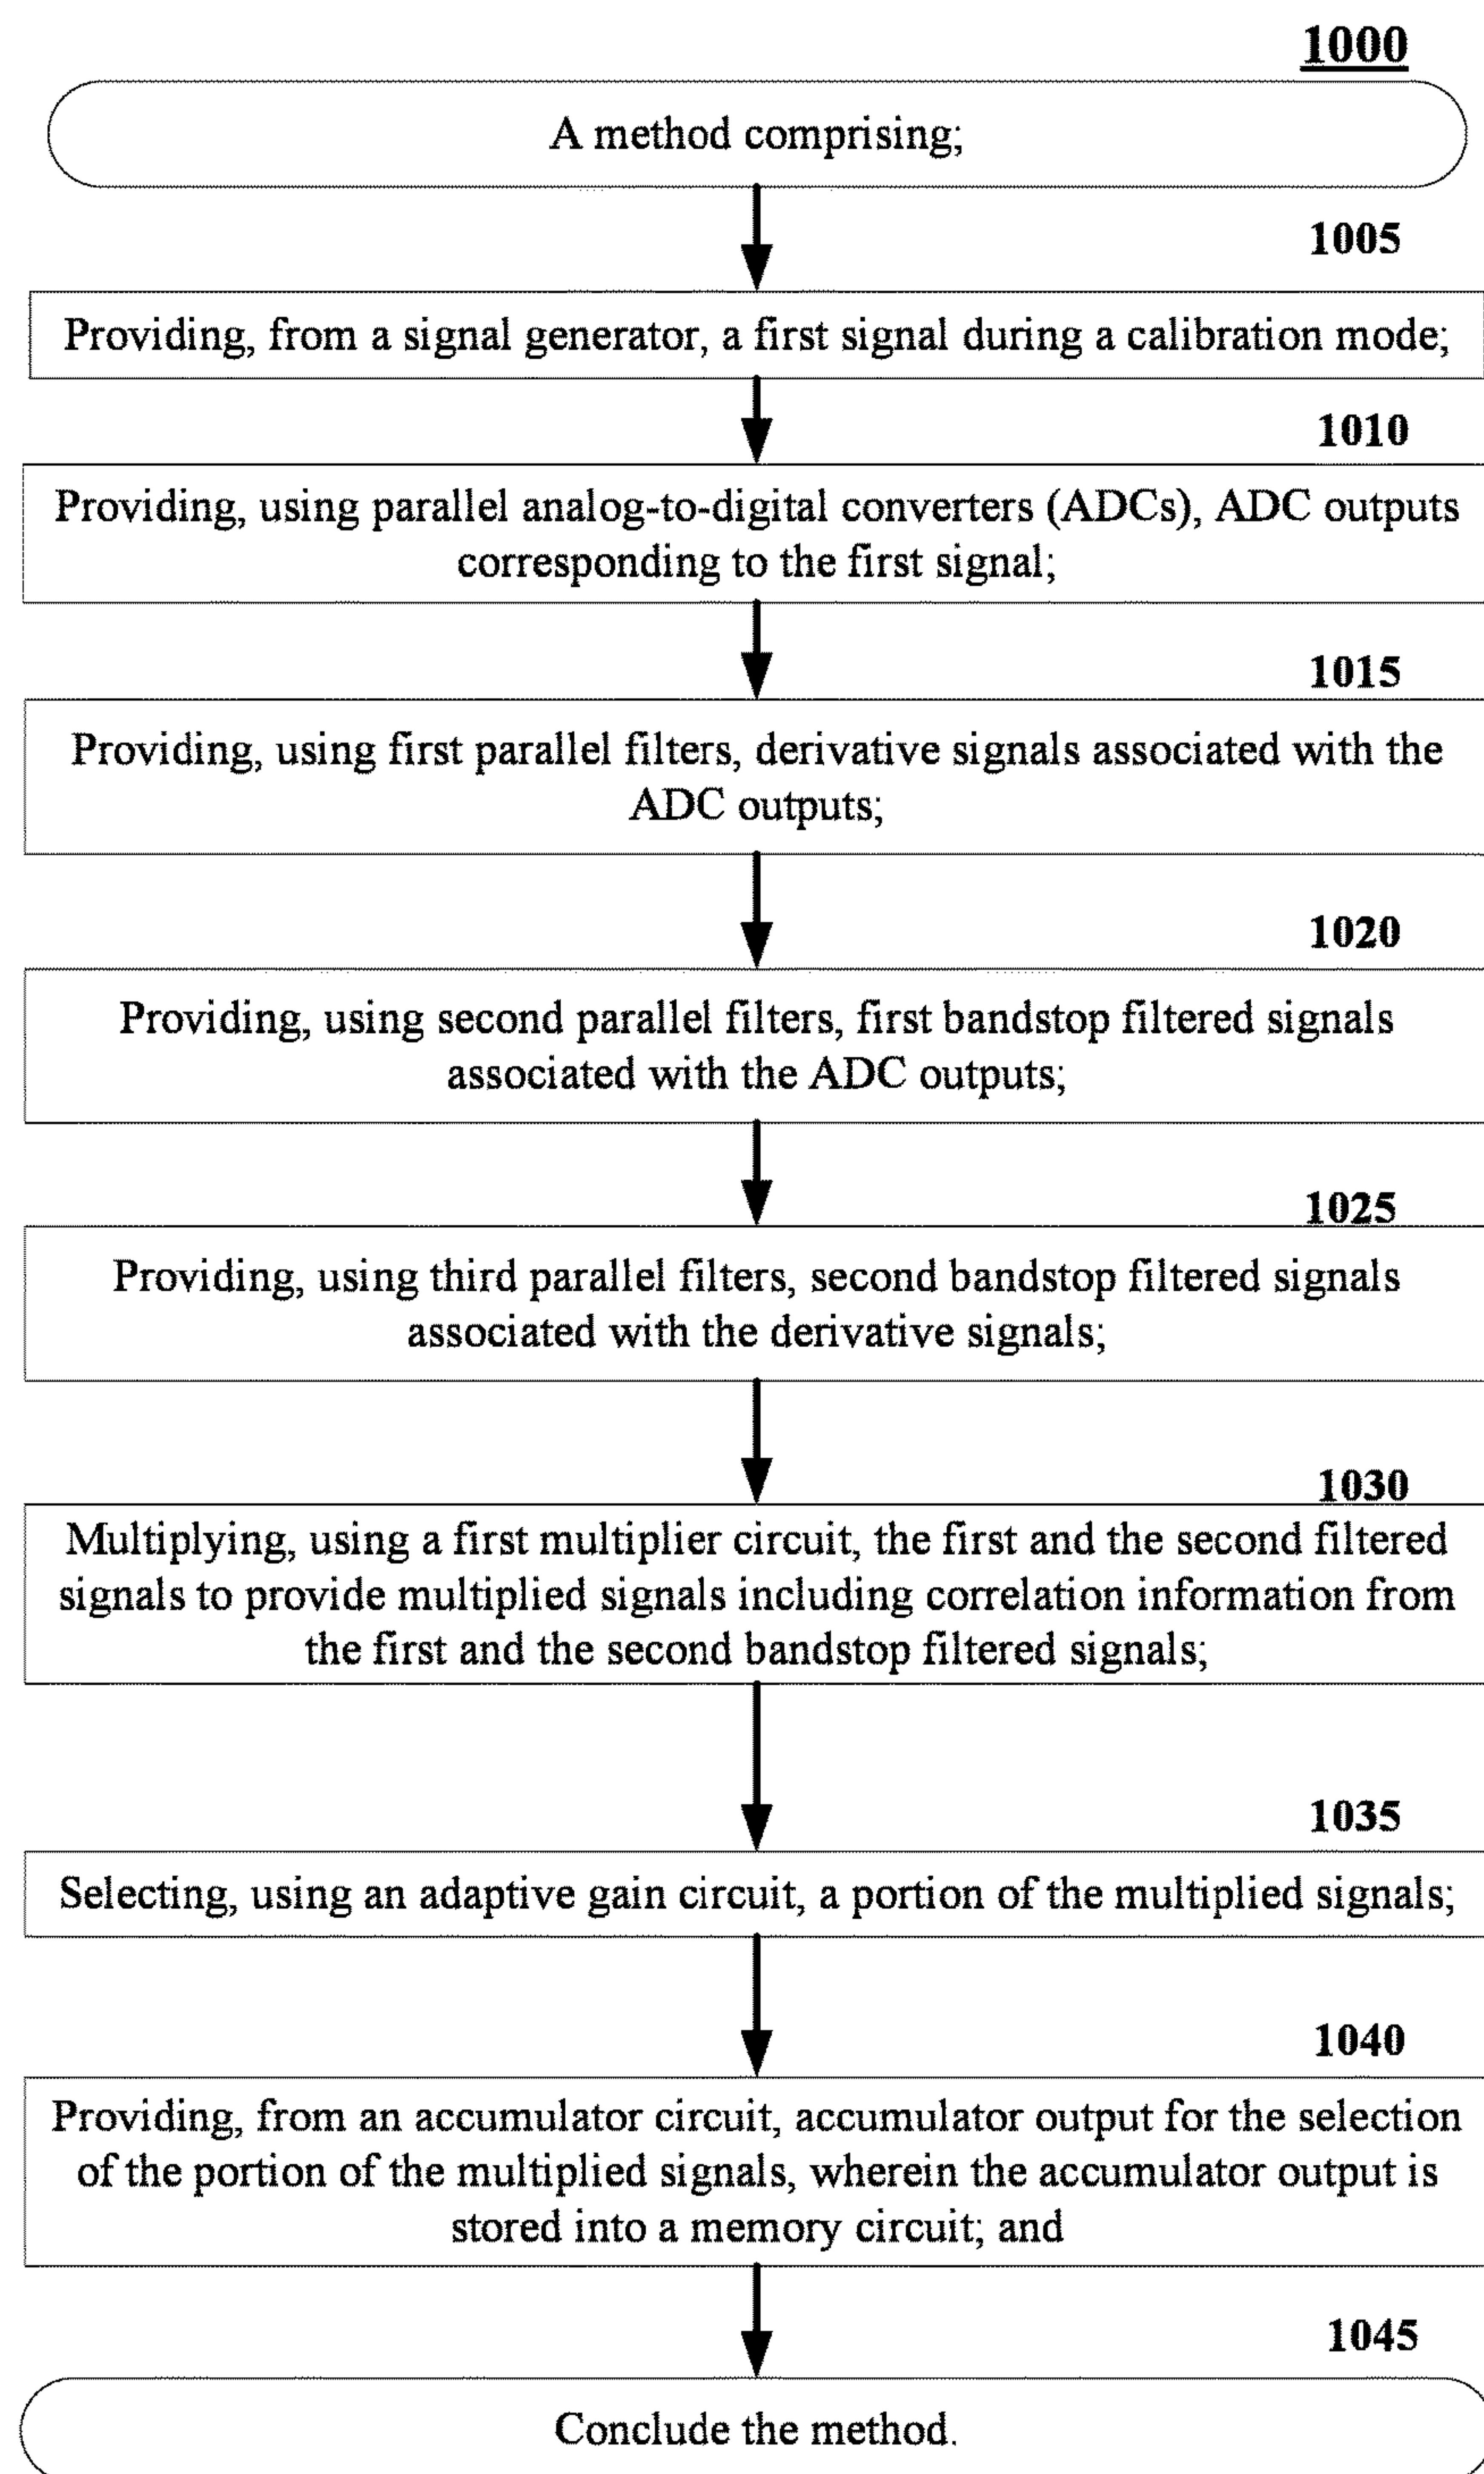 1000
A method comprising;
1005
Providing, from a signal generator, a first signal during a calibration mode;
1010
Providing, using parallel analog-to-digital converters (ADCs), ADC outputs
corresponding to the first signal;
1015
Providing, using first parallel filters, derivative signals associated with the
ADC outputs;
1020
Providing, using second parallel filters, first bandstop filtered signals
associated with the ADC outputs;
1025
Providing, using third parallel filters, second bandstop filtered signals
associated with the derivative signals;
1030
Multiplying, using a first multiplier circuit, the first and the second filtered
signals to provide multiplied signals including correlation information from
the first and the second bandstop filtered signals;
1035
Selecting, using an adaptive gain circuit, a portion of the multiplied signals;
1040
Providing, from an accumulator circuit, accumulator output for the selection
of the portion of the multiplied signals, wherein the accumulator output is
stored into a memory circuit; and
1045
Conclude the method.